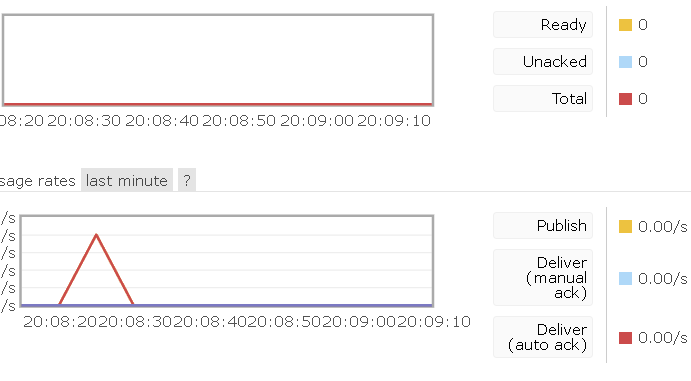 Ready 0
Unacked 0
Total 0
08:20 20:08:30 20:08:40 20:08:50 20:09:00 20:09:10
sage rates last minute ?
/s
/s
/s
/s
/s
/s
20:08:20 20:08:30 20:08:40 20:08:50 20:09:00 20:09:10
Publish 0.00/s
Deliver
(manual 0.00/s
ack)
Deliver
(auto ack) 0.00/s